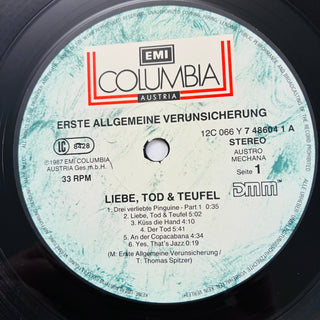 EMI
COLUMBIA
AUSTRIA
ERSTE ALLGEMEINE VERUNSICHERUNG
12C 066 Y 7 48604 1 A
STEREO
LC
6428
AUSTRO
MECHANA
℗1987 EMI COLUMBIA
AUSTRIA Ges.m.b.H.
33 RPM
Seite 1
DMM
LIEBE, TOD & TEUFEL
1. Drei verliebte Pinguine - Part 1 0:35
2. Liebe, Tod & Teufel 5:02
3. Küss die Hand 4:10
4. Der Tod 5:41
5. An der Copacabana 4:34
6. Yes, That's Jazz 0:19
(M: Erste Allgemeine Verunsicherung /
T: Thomas Spitzer)